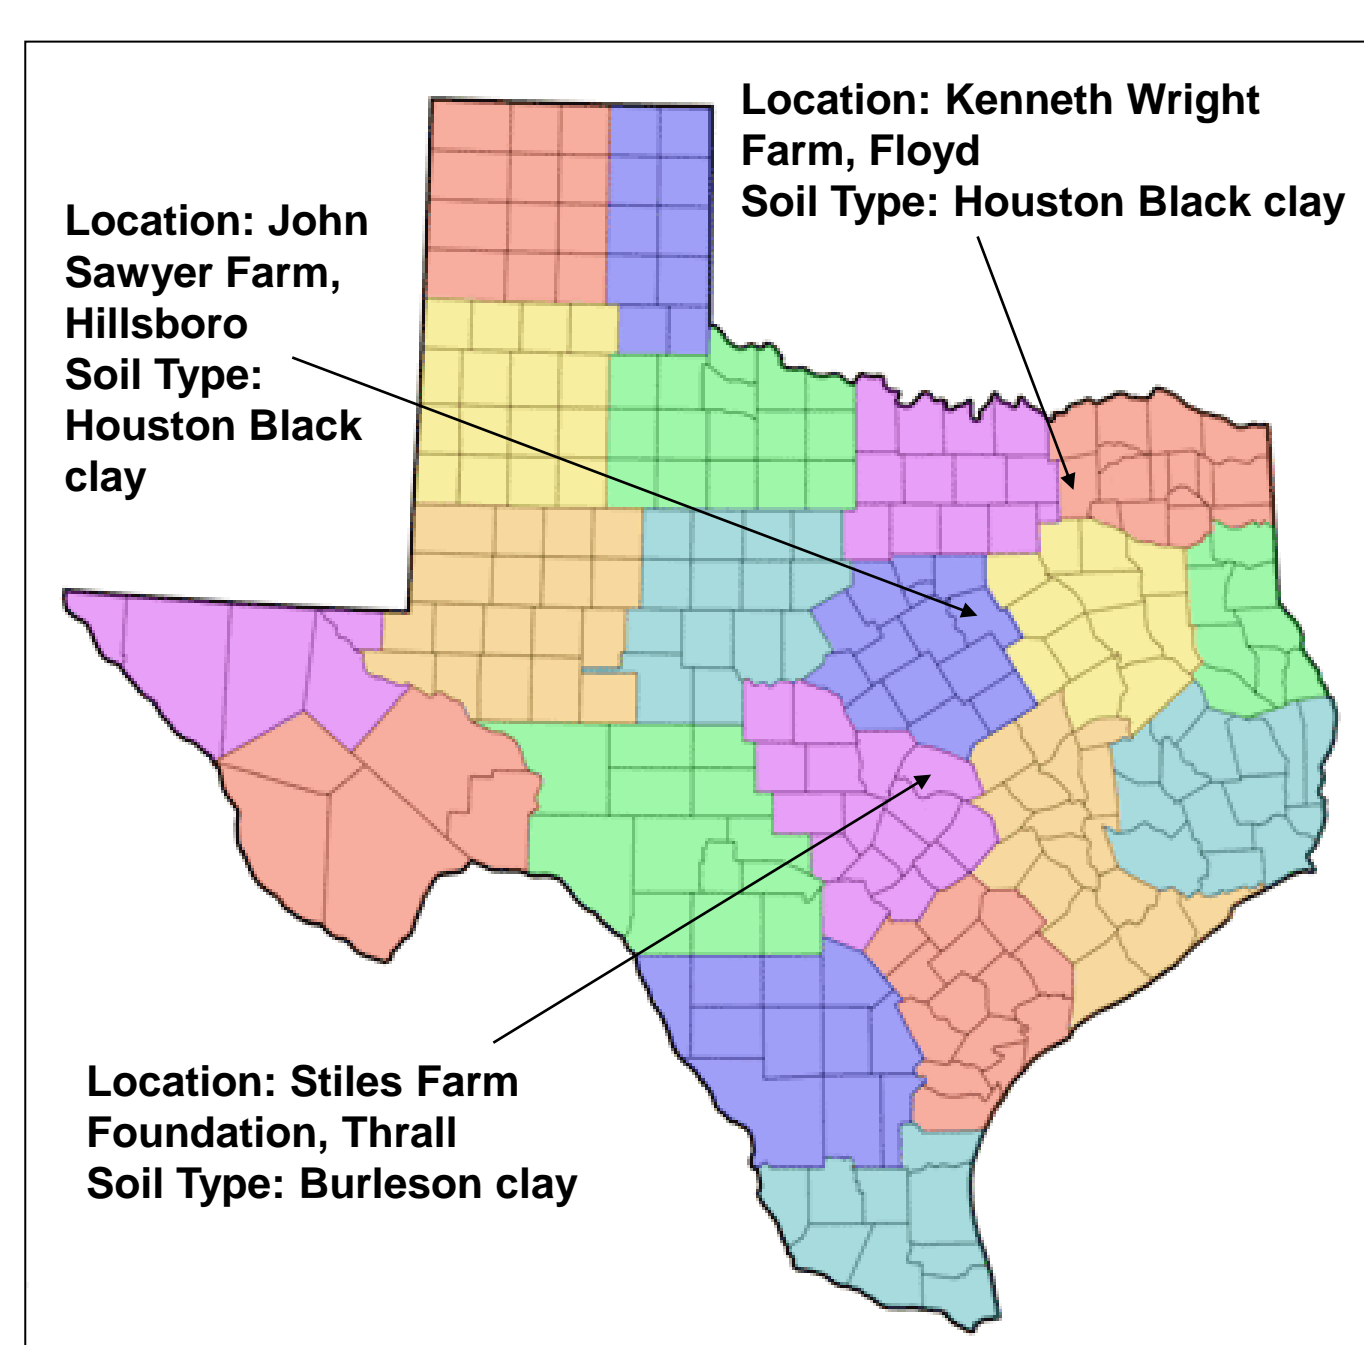 Location: Kenneth Wright
Farm, Floyd
Soil Type: Houston Black clay
Location: John
Sawyer Farm,
Hillsboro
Soil Type:
Houston Black
clay
Location: Stiles Farm
Foundation, Thrall
Soil Type: Burleson clay